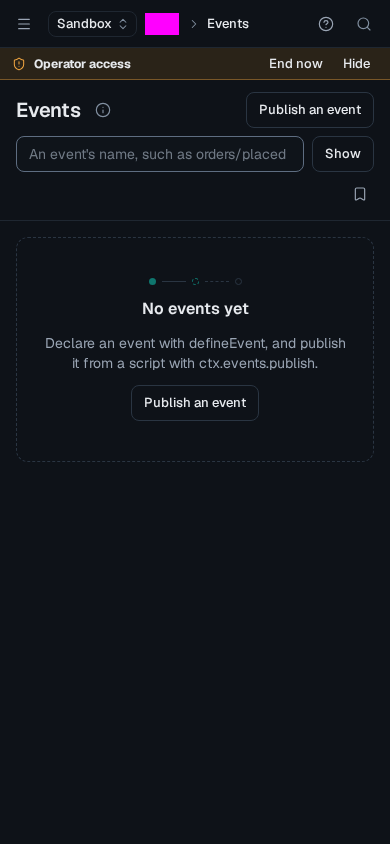 Sandbox
Events
Operator access
End now
Hide
Events
Publish an event
An event's name, such as orders/placed
Show
No events yet
Declare an event with defineEvent, and publish
it from a script with ctx.events.publish.
Publish an event